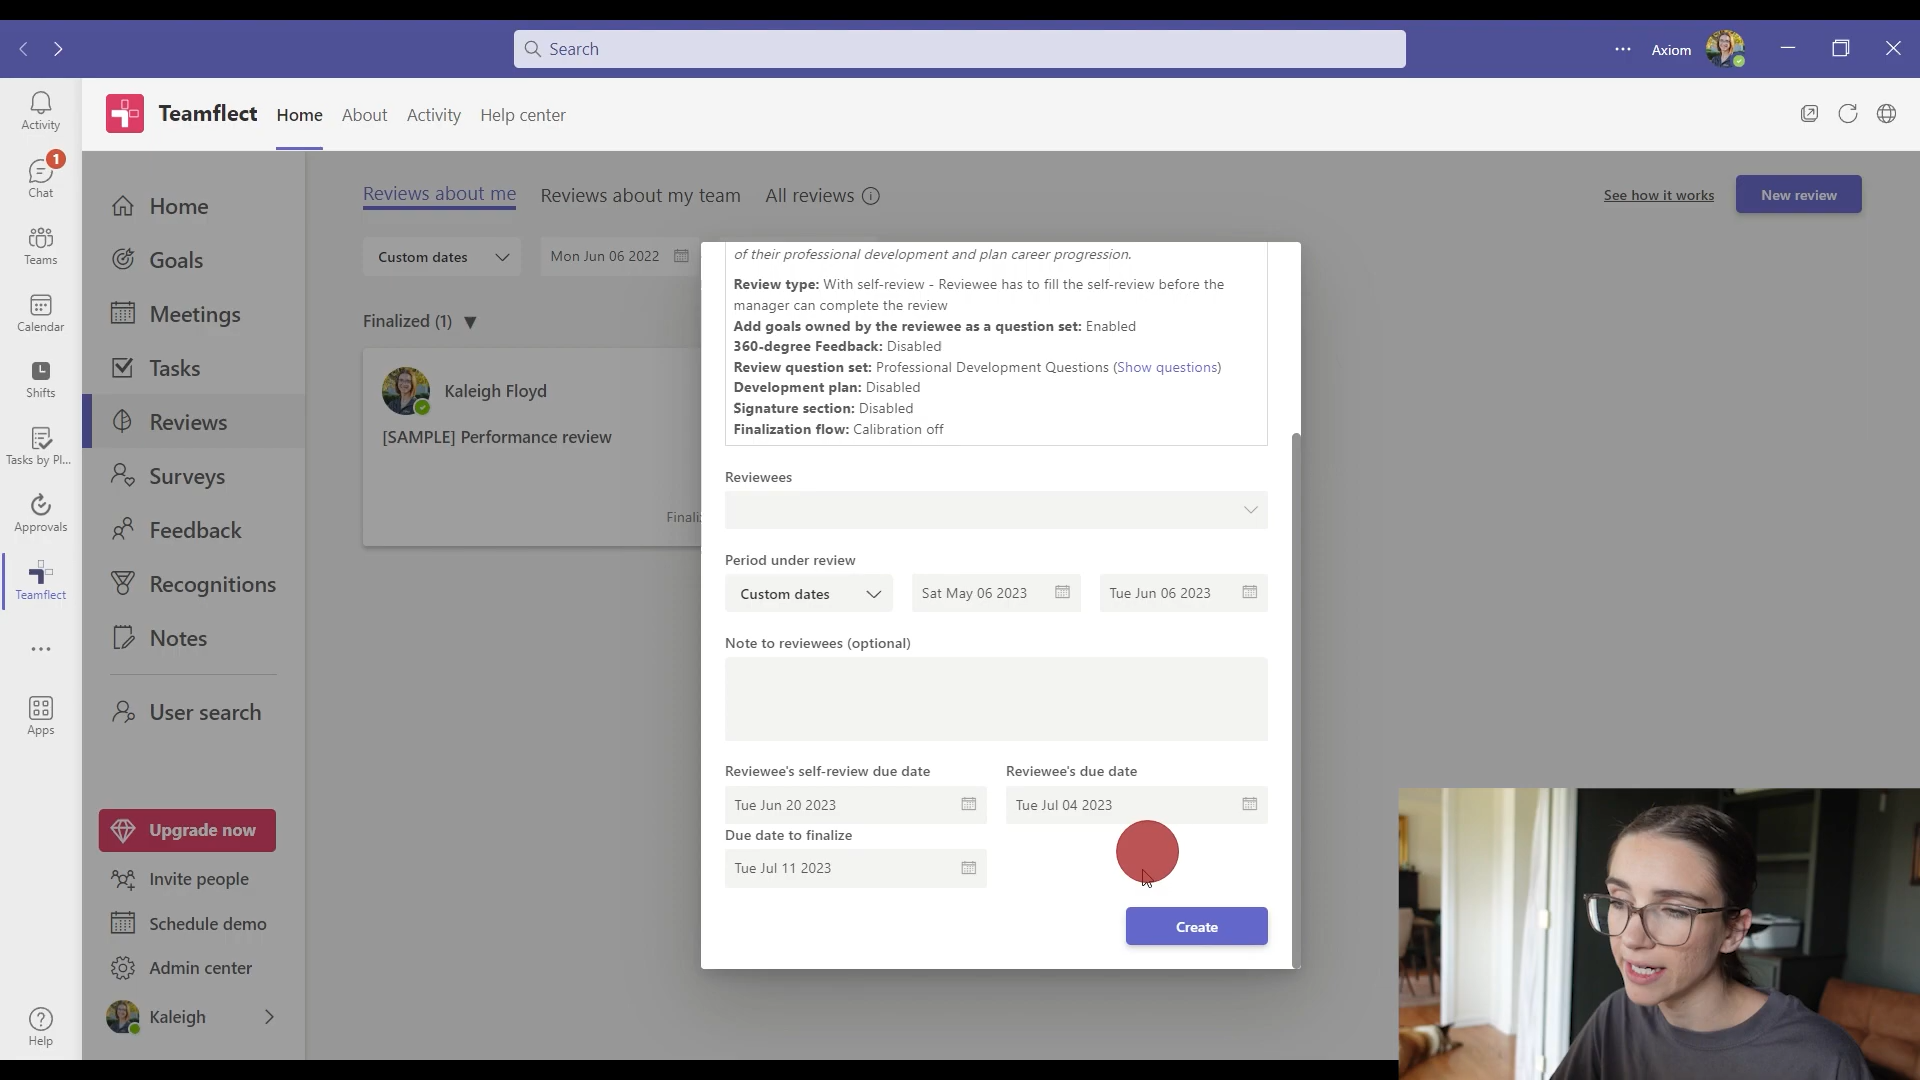 Search
Axiom
Activity
Chat
1
Teams
Calendar
Shifts
Tasks by Pl...
Approvals
Teamflect
Apps
Help
Teamflect
Home
About
Activity
Help center
Home
Goals
Meetings
Tasks
Reviews
Surveys
Feedback
Recognitions
Notes
User search
Upgrade now
Invite people
Schedule demo
Admin center
Kaleigh
Reviews about me
Reviews about my team
All reviews
See how it works
New review
Custom dates
Mon Jun 06 2022
Finalized (1)
Kaleigh Floyd
[SAMPLE] Performance review
Finali
of their professional development and plan career progression.
Review type: With self-review - Reviewee has to fill the self-review before the
manager can complete the review
Add goals owned by the reviewee as a question set: Enabled
360-degree Feedback: Disabled
Review question set: Professional Development Questions (Show questions)
Development plan: Disabled
Signature section: Disabled
Finalization flow: Calibration off
Reviewees
Period under review
Custom dates
Sat May 06 2023
Tue Jun 06 2023
Note to reviewees (optional)
Reviewee's self-review due date
Reviewee's due date
Tue Jun 20 2023
Tue Jul 04 2023
Due date to finalize
Tue Jul 11 2023
Create